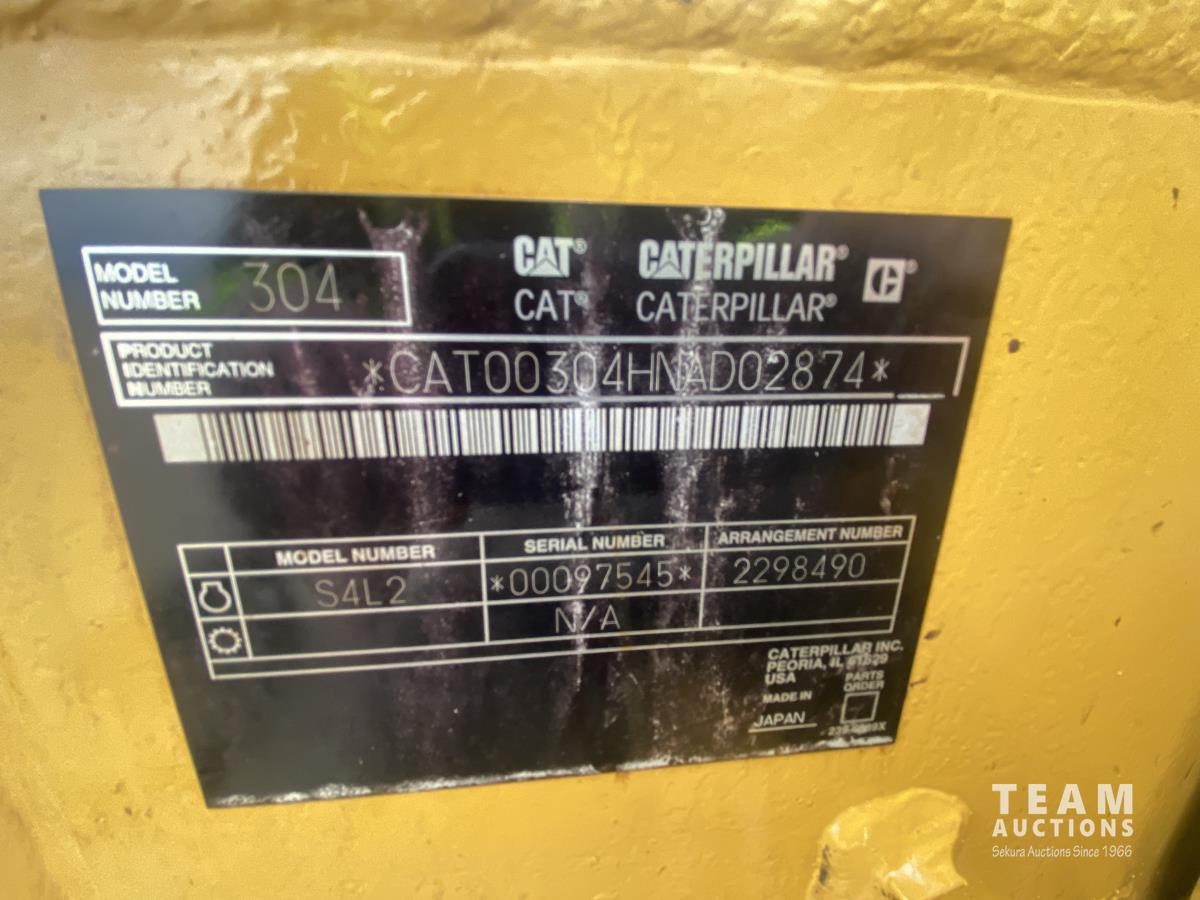 MODEL NUMBER 304
CAT® CATERPILLAR® ®
CAT® CATERPILLAR®
PRODUCT
IDENTIFICATION
NUMBER
*CAT00304HNAD02874*
MODEL NUMBER SERIAL NUMBER ARRANGEMENT NUMBER
S4L2 *00097545* 2298490
N/A
CATERPILLAR INC.
PEORIA, IL 61629
USA
PARTS
ORDER
MADE IN
JAPAN
TEAM
AUCTIONS
Sekura Auctions Since 1966